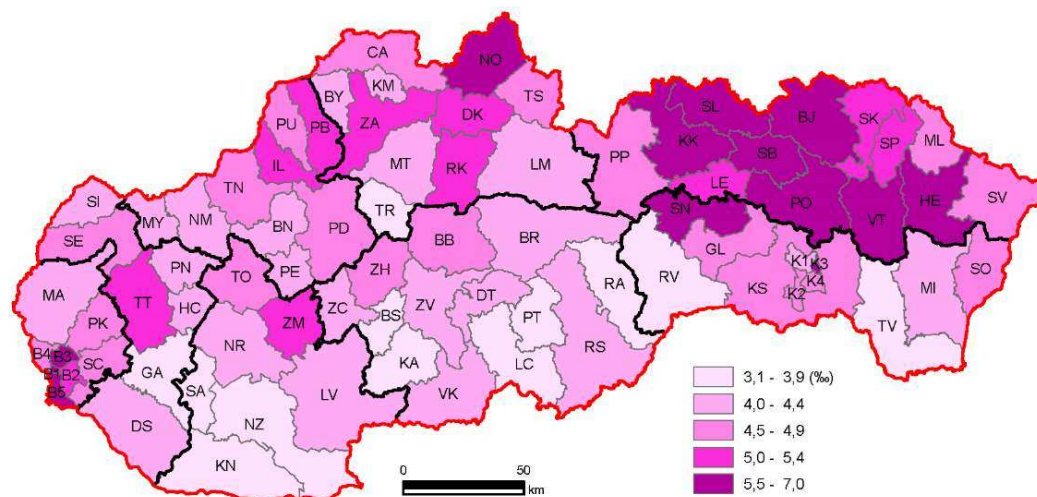 CA
NO
BY
KM
TS
PU
PB
ZA
DK
IL
MT
RK
LM
PP
SL
BJ
SK
KK
SB
SP
ML
LE
PO
VT
HE
SV
SN
SI
MY
NM
TN
BN
PD
TR
BB
BR
SE
PN
PE
TO
ZH
RA
RV
GL
K1
K3
K4
K2
KS
TV
MI
SO
MA
TT
HC
ZM
ZC
BS
ZV
DT
PT
PK
B4
B3
B1
B2
B5
SC
GA
NR
KA
LC
RS
SA
LV
VK
DS
NZ
KN
3,1 - 3,9 (‰)
4,0 - 4,4
4,5 - 4,9
5,0 - 5,4
5,5 - 7,0
0 50
km